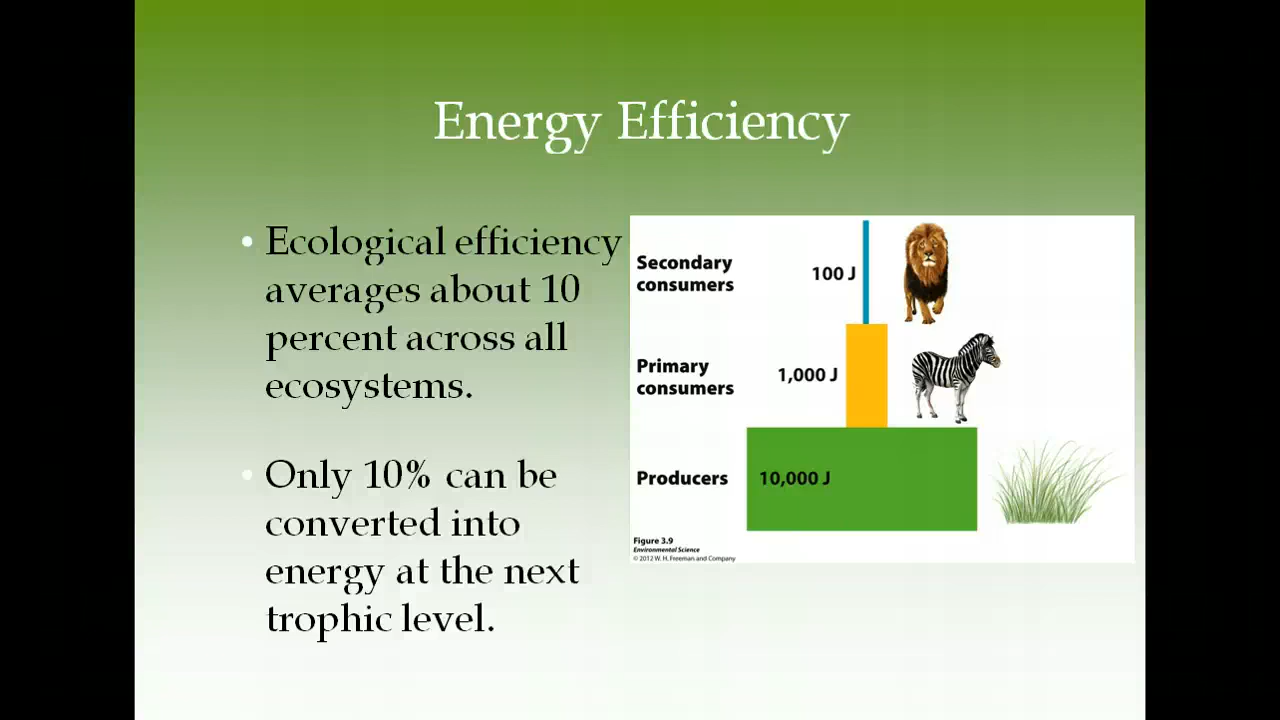 Energy Efficiency
• Ecological efficiency
averages about 10
percent across all
ecosystems.
• Only 10% can be
converted into
energy at the next
trophic level.
Secondary
consumers
100 J
Primary
consumers
1,000 J
Producers
10,000 J
Figure 3.9
Environmental Science
© 2012 W. H. Freeman and Company